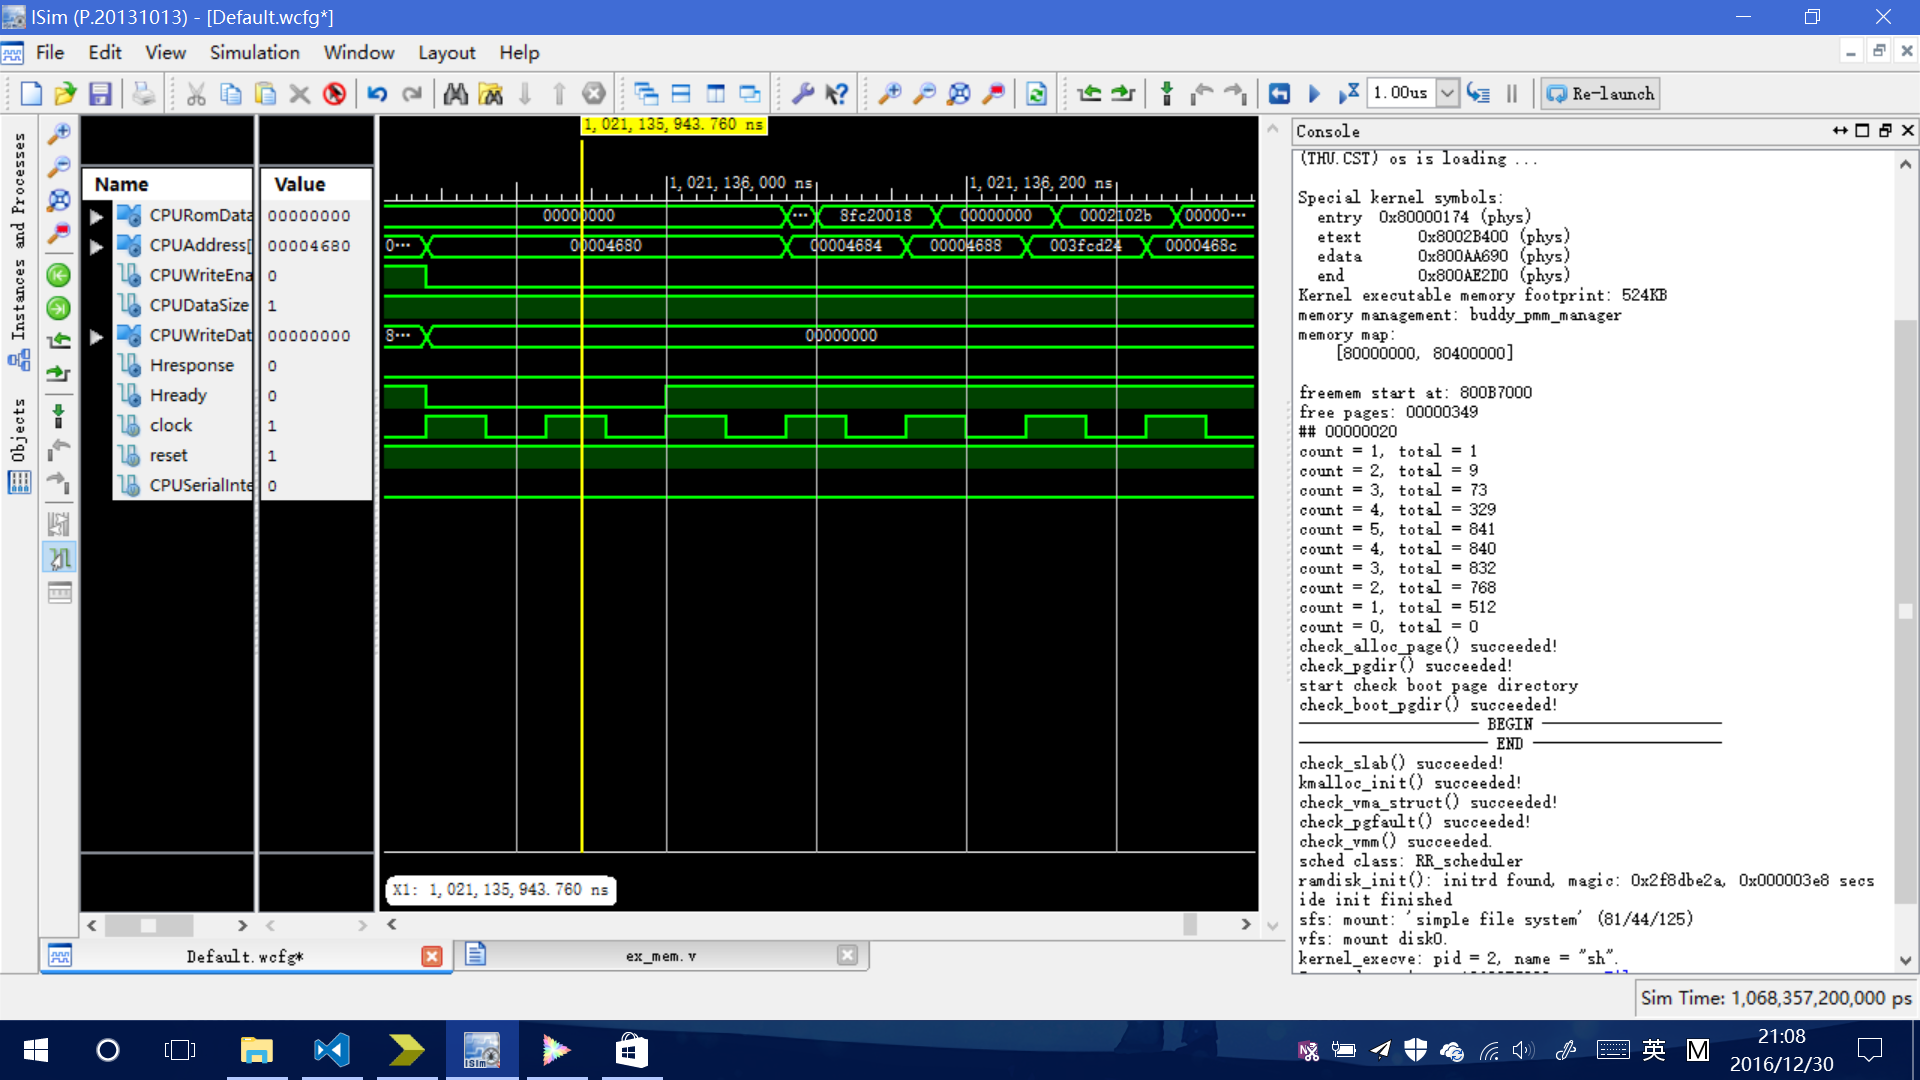 ISim (P.20131013) - [Default.wcfg*]
File Edit View Simulation Window Layout Help
1.00us Re-launch
Instances and Processes
Objects
Name Value
CPURomData 00000000
CPUAddress[ 00004680
CPUWriteEna 0
CPUDataSize 1
CPUWriteDat 00000000
Hresponse 0
Hready 0
clock 1
reset 1
CPUSerialInte 0
1,021,135,943.760 ns
1,021,136,000 ns 1,021,136,200 ns
00000000 ... 8fc20018 00000000 0002102b 00000...
0... 00004680 00004684 00004688 003fcd24 0000468c
8... 00000000
X1: 1,021,135,943.760 ns
Default.wcfg* ex_mem.v
Console
(THU.CST) os is loading ...
Special kernel symbols:
entry 0x80000174 (phys)
etext 0x8002B400 (phys)
edata 0x800AA690 (phys)
end 0x800AE2D0 (phys)
Kernel executable memory footprint: 524KB
memory management: buddy_pmm_manager
memory map:
[80000000, 80400000]
freemem start at: 800B7000
free pages: 00000349
## 00000020
count = 1, total = 1
count = 2, total = 9
count = 3, total = 73
count = 4, total = 329
count = 5, total = 841
count = 4, total = 840
count = 3, total = 832
count = 2, total = 768
count = 1, total = 512
count = 0, total = 0
check_alloc_page() succeeded!
check_pgdir() succeeded!
start check boot page directory
check_boot_pgdir() succeeded!
-------------------- BEGIN --------------------
--------------------- END ---------------------
check_slab() succeeded!
kmalloc_init() succeeded!
check_vma_struct() succeeded!
check_pgfault() succeeded!
check_vmm() succeeded.
sched class: RR_scheduler
ramdisk_init(): initrd found, magic: 0x2f8dbe2a, 0x000003e8 secs
ide init finished
sfs: mount: 'simple file system' (81/44/125)
vfs: mount disk0.
kernel_execve: pid = 2, name = "sh".
Sim Time: 1,068,357,200,000 ps
ISim
英 M
21:08
2016/12/30